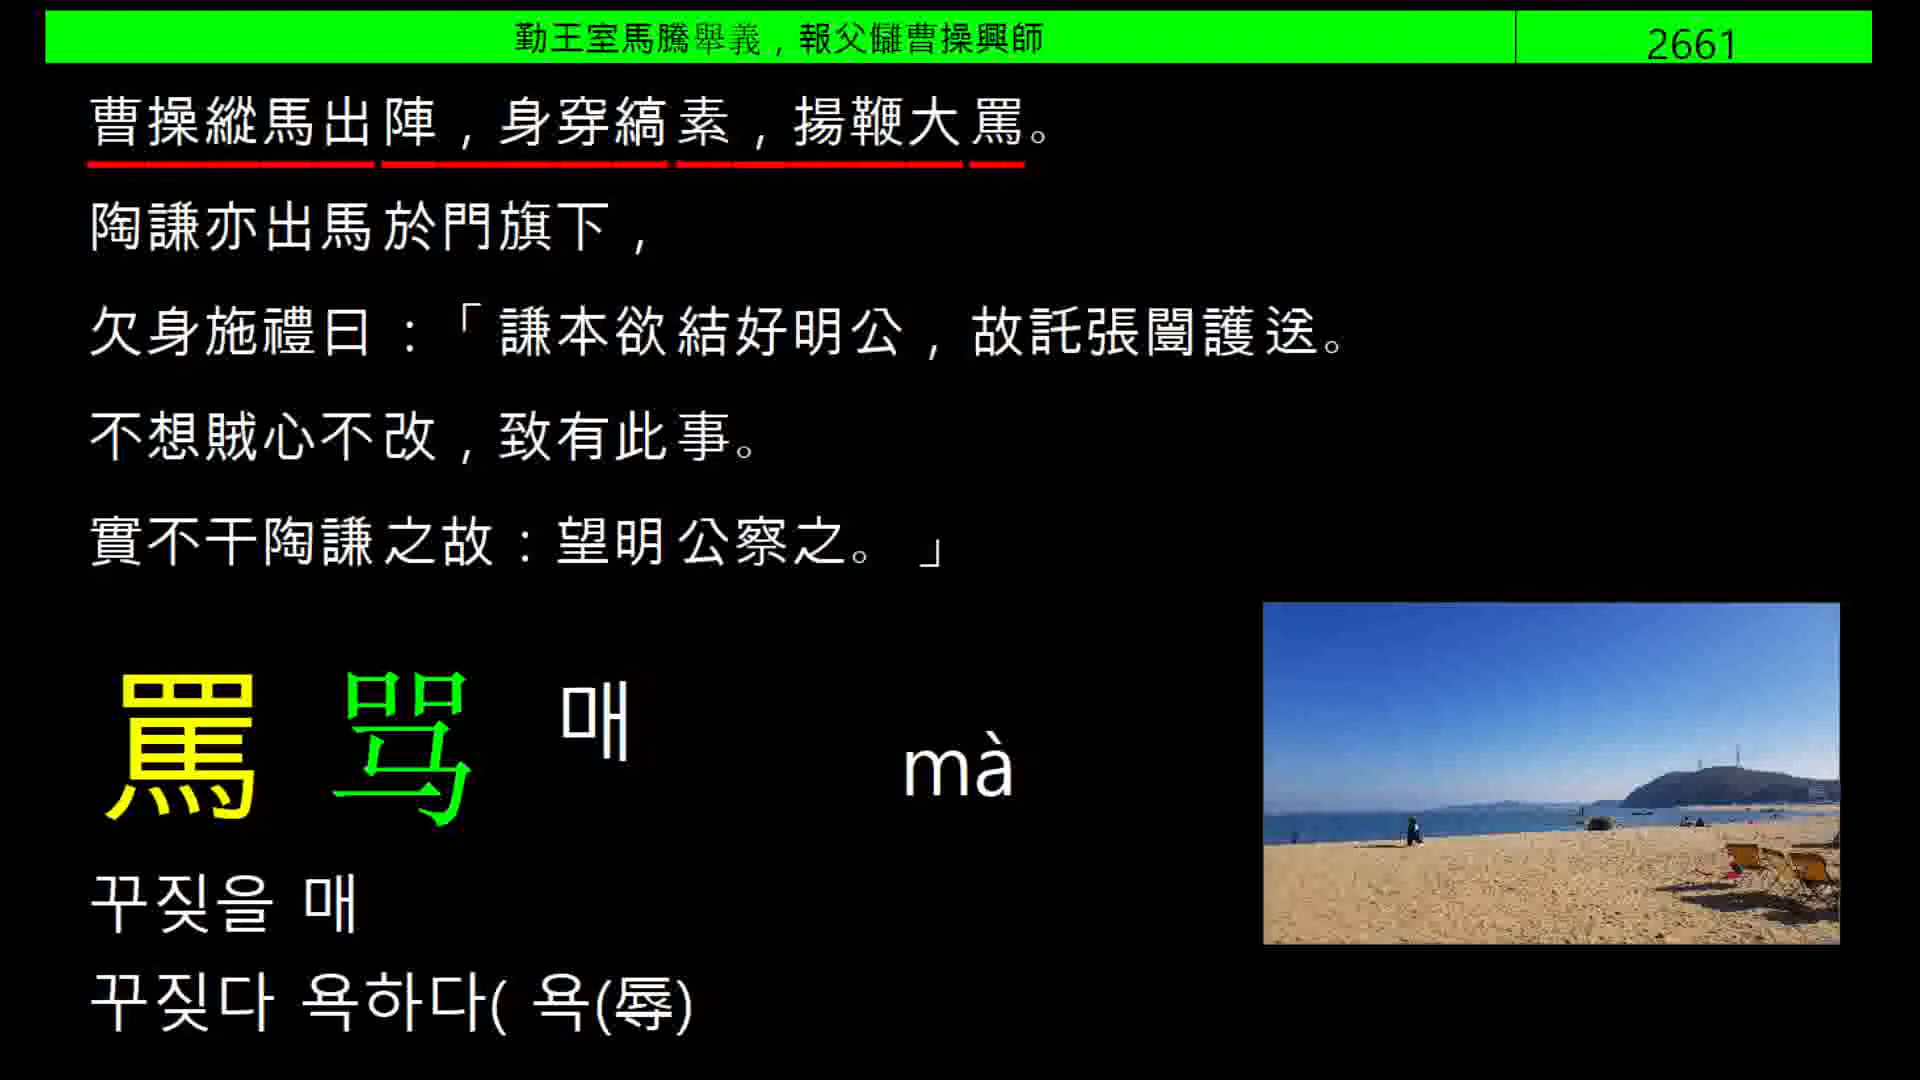 勤王室馬騰舉義，報父讎曹操興師
2661
曹操縱馬出陣，身穿縞素，揚鞭大罵。
陶謙亦出馬於門旗下，
欠身施禮曰：「謙本欲結好明公，故託張闓護送。
不想賊心不改，致有此事。
實不干陶謙之故：望明公察之。」
罵 骂 매 mà
꾸짖을 매
꾸짖다 욕하다( 욕(辱)